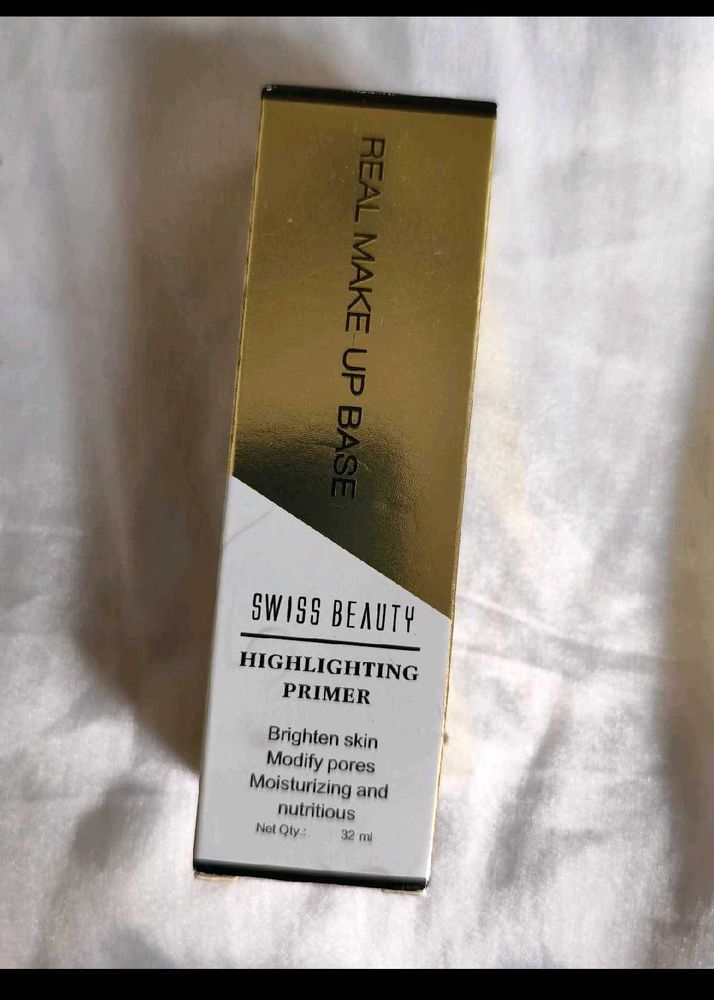 REAL MAKE-UP BASE
SWISS BEAUTY
HIGHLIGHTING
PRIMER
Brighten skin
Modify pores
Moisturizing and
nutritious
Net Qty.: 32 ml